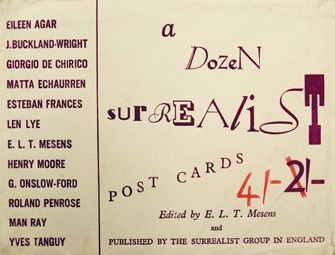 EILEEN AGAR
J.BUCKLAND-WRIGHT
GIORGIO DE CHIRICO
MATTA ECHAURREN
ESTEBAN FRANCES
LEN LYE
E. L. T. MESENS
HENRY MOORE
G. ONSLOW-FORD
ROLAND PENROSE
MAN RAY
YVES TANGUY
a
DozeN
suRREAliST
POST CARDS
4/- 2/-
Edited by E. L. T. Mesens
and
PUBLISHED BY THE SURREALIST GROUP IN ENGLAND